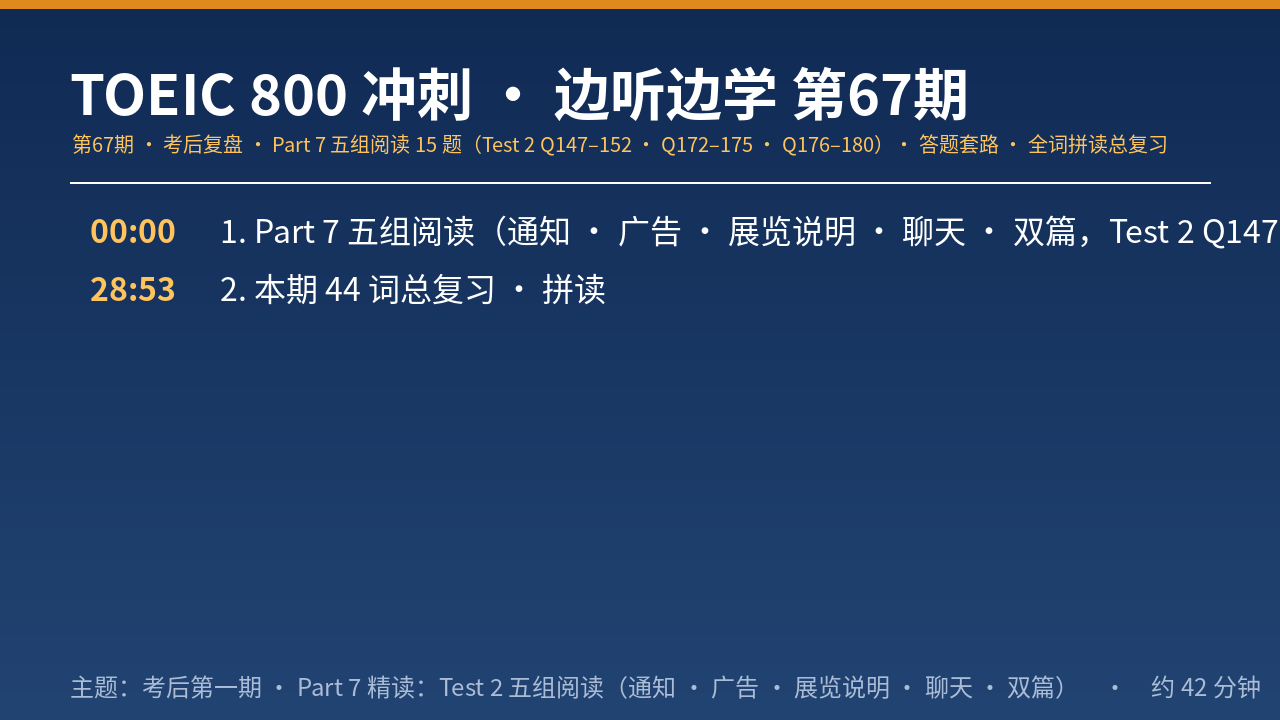 TOEIC 800 冲刺 · 边听边学 第67期
第67期 · 考后复盘 · Part 7 五组阅读 15 题（Test 2 Q147–152 · Q172–175 · Q176–180） · 答题套路 · 全词拼读总复习
00:00 1. Part 7 五组阅读（通知 · 广告 · 展览说明 · 聊天 · 双篇，Test 2 Q147
28:53 2. 本期 44 词总复习 · 拼读
主题：考后第一期 · Part 7 精读：Test 2 五组阅读（通知 · 广告 · 展览说明 · 聊天 · 双篇） · 约 42 分钟